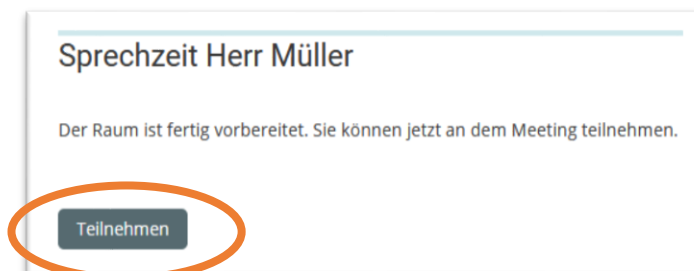 Sprechzeit Herr Müller
Der Raum ist fertig vorbereitet. Sie können jetzt an dem Meeting teilnehmen.
Teilnehmen